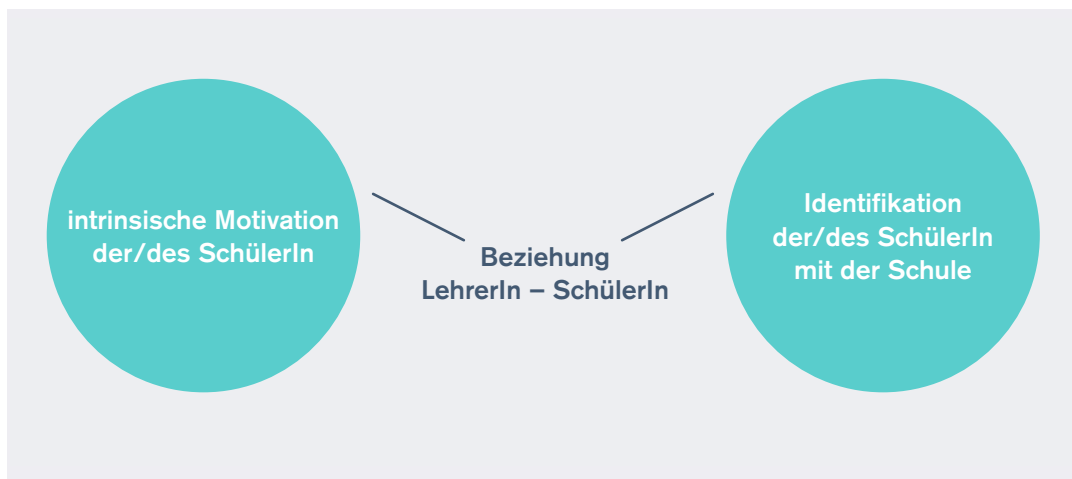 intrinsische Motivation
der/des SchülerIn
Beziehung
LehrerIn – SchülerIn
Identifikation
der/des SchülerIn
mit der Schule